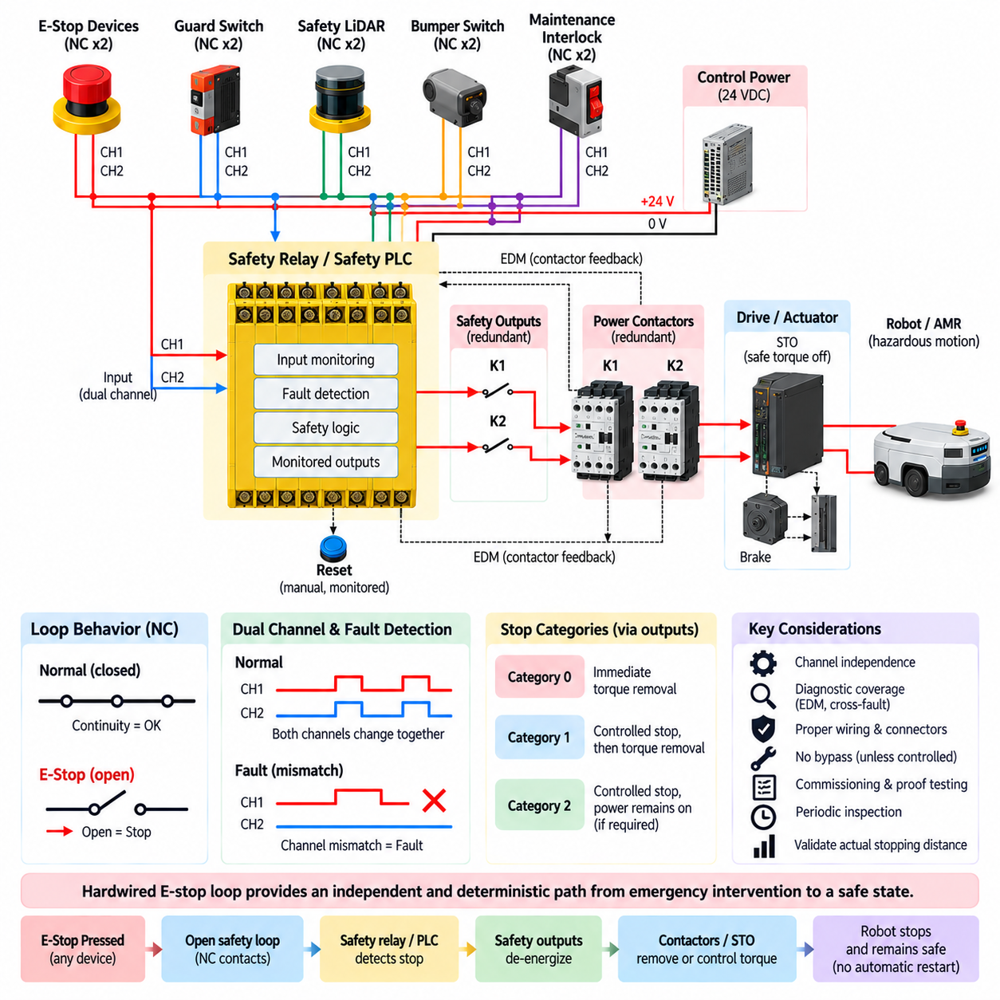 E-Stop Devices
(NC x2)
Guard Switch
(NC x2)
Safety LiDAR
(NC x2)
Bumper Switch
(NC x2)
Maintenance
Interlock
(NC x2)
Control Power
(24 VDC)
CH1
CH2
CH1
CH2
CH1
CH2
CH1
CH2
CH1
CH2
+24 V
0 V
Safety Relay / Safety PLC
EDM (contactor feedback)
Input monitoring
Fault detection
Safety logic
Monitored outputs
CH1
CH2
Input
(dual channel)
Safety Outputs
(redundant)
K1
K2
Power Contactors
(redundant)
K1
K2
Drive / Actuator
STO
(safe torque off)
Brake
Robot / AMR
(hazardous motion)
EDM (contactor feedback)
Reset
(manual, monitored)
Loop Behavior (NC)
Normal (closed)
Continuity = OK
E-Stop (open)
Open = Stop
Dual Channel & Fault Detection
Normal
CH1
CH2
Both channels change together
Fault (mismatch)
CH1
CH2
Channel mismatch = Fault
Stop Categories (via outputs)
Category 0
Immediate
torque removal
Category 1
Controlled stop,
then torque removal
Category 2
Controlled stop,
power remains on
(if required)
Key Considerations
Channel independence
Diagnostic coverage
(EDM, cross-fault)
Proper wiring & connectors
No bypass (unless controlled)
Commissioning & proof testing
Periodic inspection
Validate actual stopping distance
Hardwired E-stop loop provides an independent and deterministic path from emergency intervention to a safe state.
E-Stop Pressed
(any device)
Open safety loop
(NC contacts)
Safety relay / PLC
detects stop
Safety outputs
de-energize
Contactors / STO
remove or control torque
Robot stops
and remains safe
(no automatic restart)